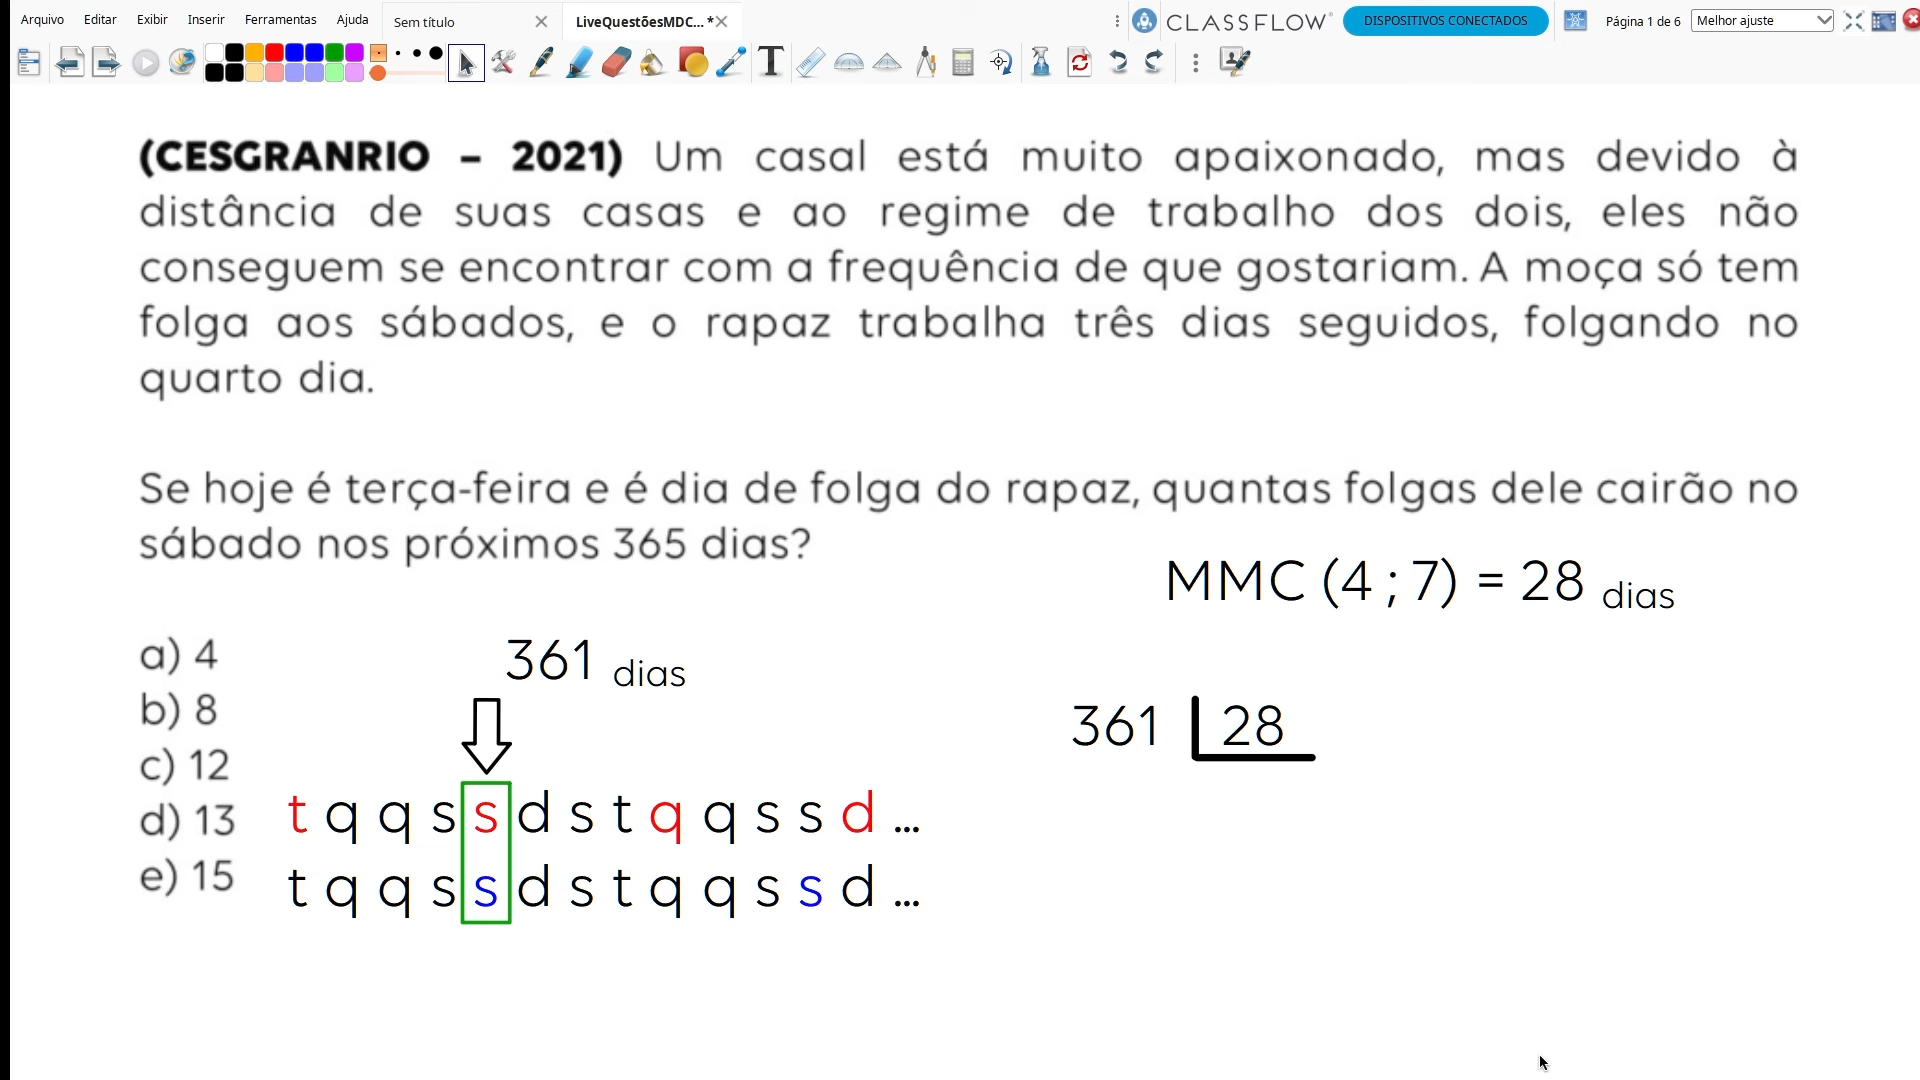 Arquivo Editar Exibir Inserir Ferramentas Ajuda Sem título LiveQuestõesMDC... * CLASSFLOW DISPOSITIVOS CONECTADOS Página 1 de 6 Melhor ajuste
(CESGRANRIO – 2021) Um casal está muito apaixonado, mas devido à
distância de suas casas e ao regime de trabalho dos dois, eles não
conseguem se encontrar com a frequência de que gostariam. A moça só tem
folga aos sábados, e o rapaz trabalha três dias seguidos, folgando no
quarto dia.
Se hoje é terça-feira e é dia de folga do rapaz, quantas folgas dele cairão no
sábado nos próximos 365 dias?
MMC (4 ; 7) = 28 dias
a) 4
b) 8
c) 12
d) 13
e) 15
361 dias
361 28
t q q s s d s t q q s s d ...
t q q s s d s t q q s s d ...